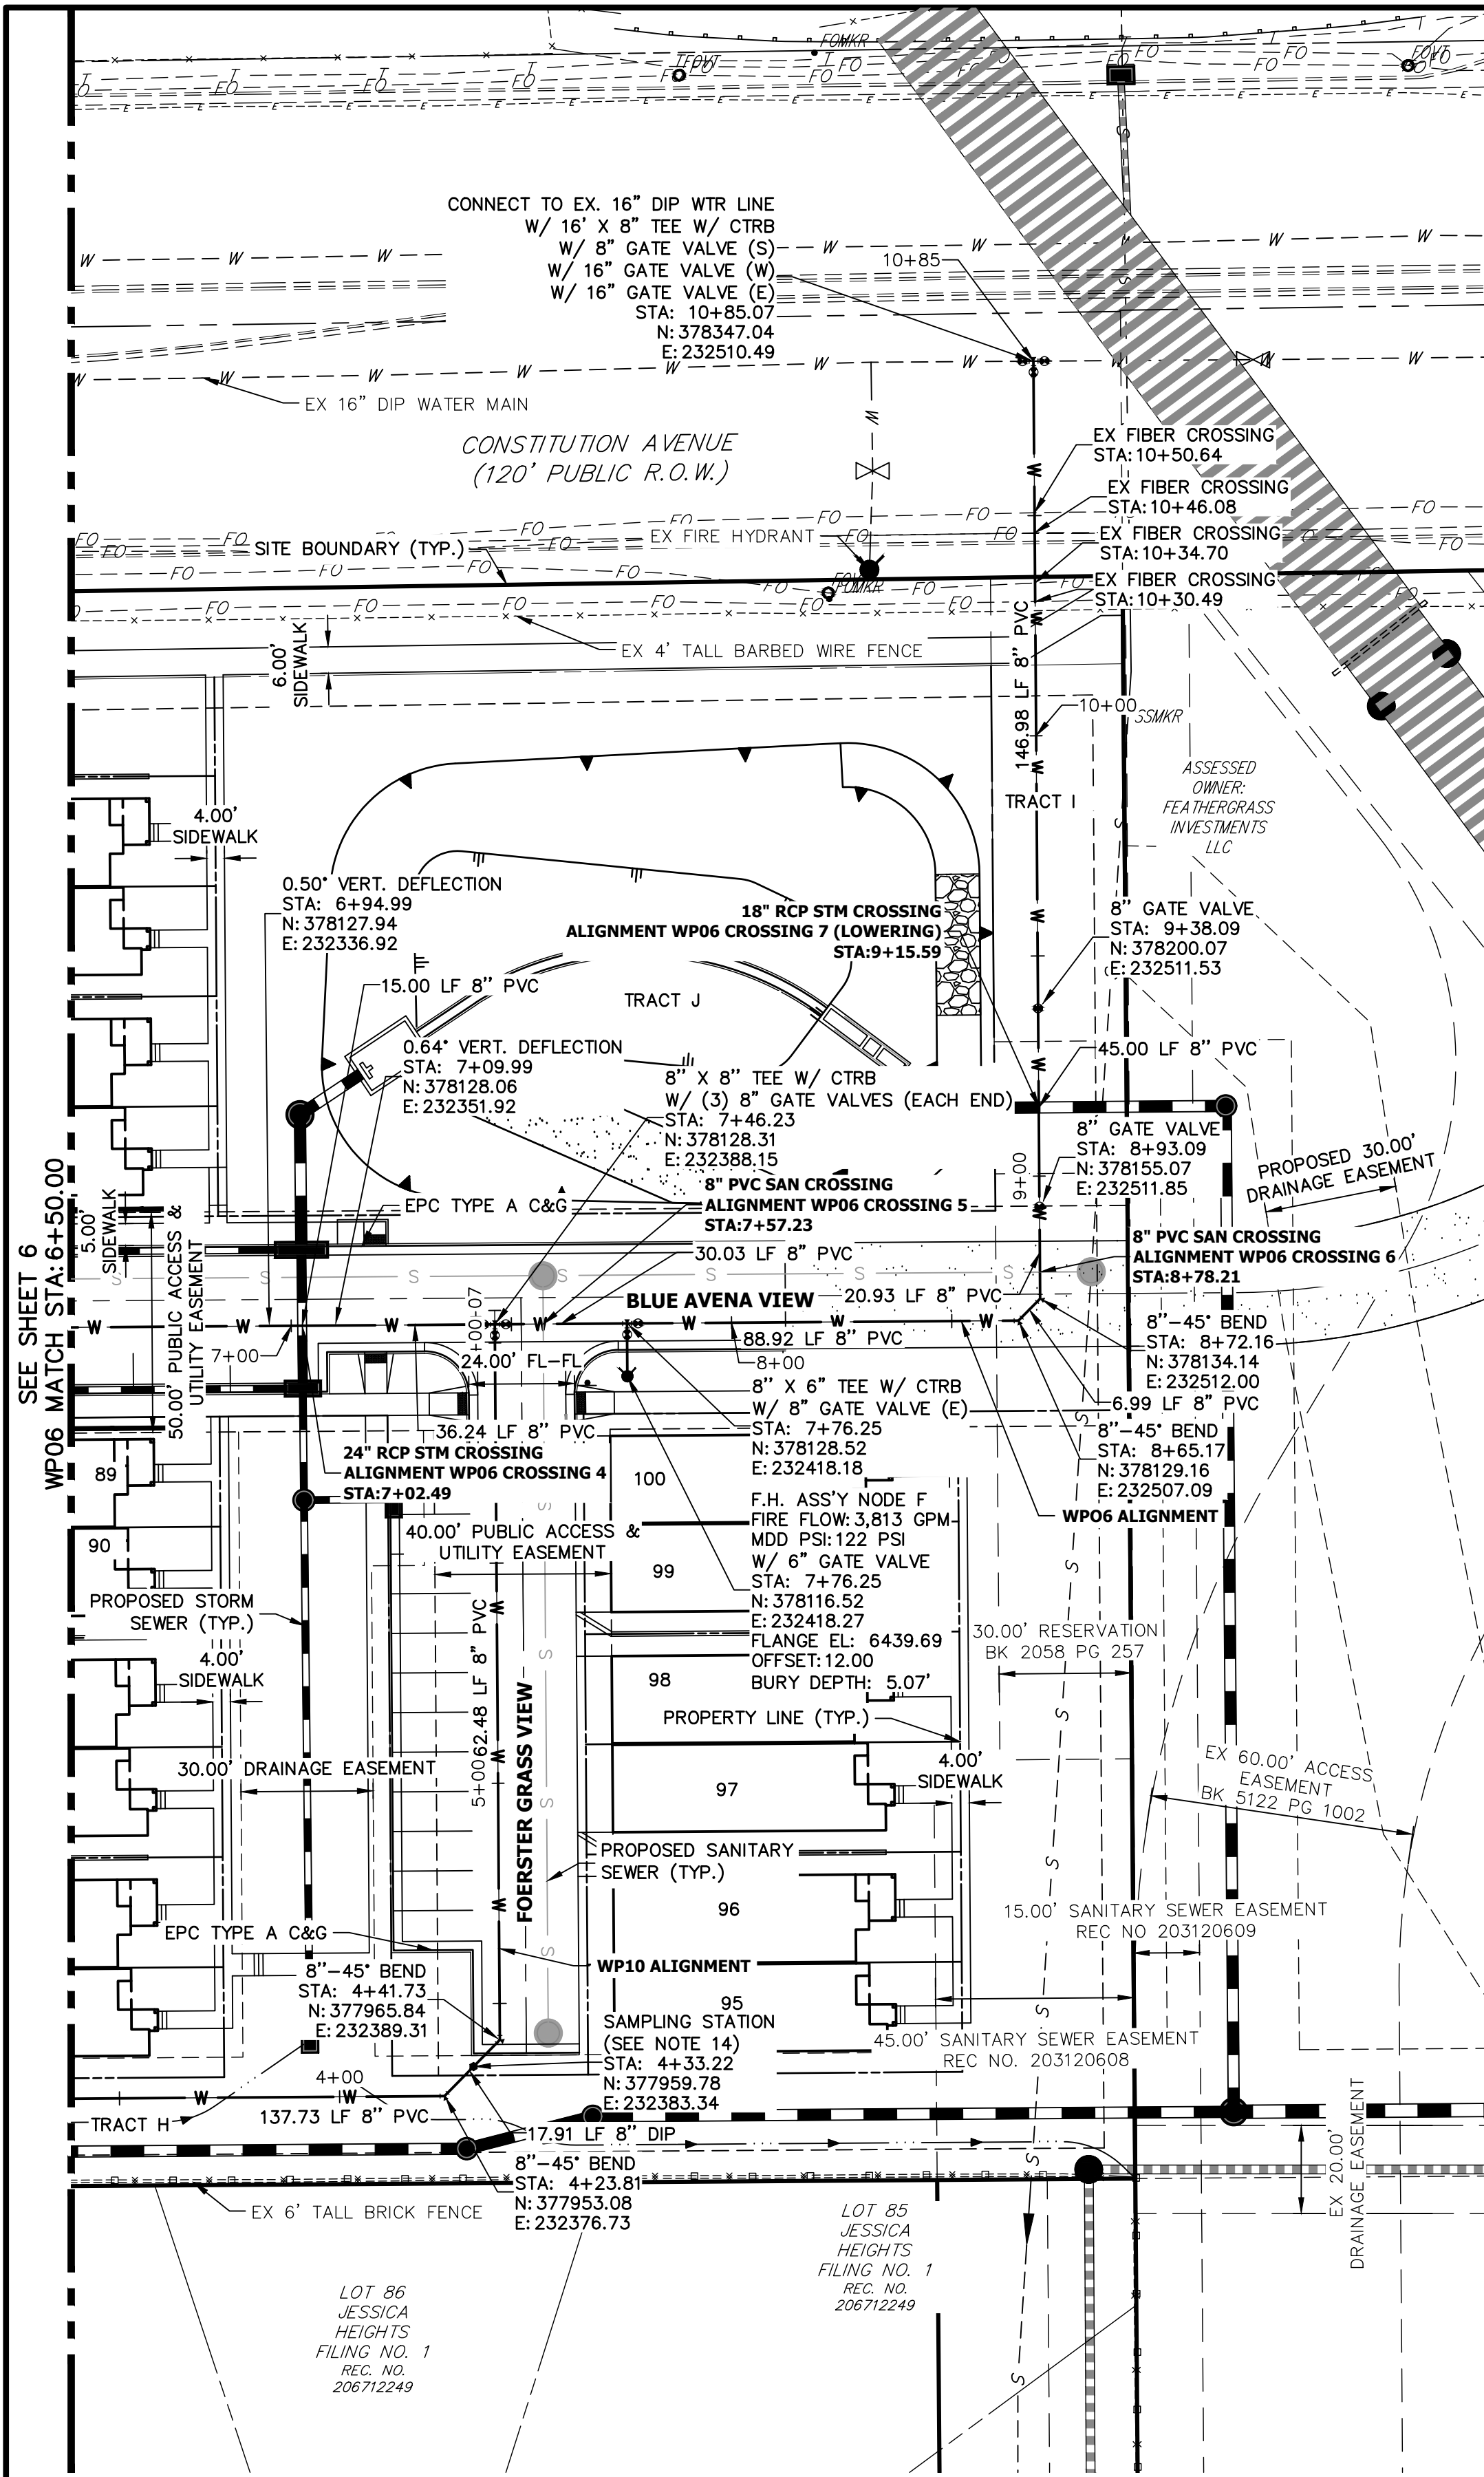 FOMKR
TFOVT
FOVT
FO
T
E
S
CONNECT TO EX. 16” DIP WTR LINE
W/ 16' X 8” TEE W/ CTRB
W/ 8” GATE VALVE (S)
W/ 16” GATE VALVE (W)
W/ 16” GATE VALVE (E)
STA: 10+85.07
N: 378347.04
E: 232510.49
10+85
W
EX 16” DIP WATER MAIN
CONSTITUTION AVENUE
(120' PUBLIC R.O.W.)
EX FIBER CROSSING
STA: 10+50.64
EX FIBER CROSSING
STA: 10+46.08
EX FIBER CROSSING
STA: 10+34.70
EX FIBER CROSSING
STA: 10+30.49
SITE BOUNDARY (TYP.)
EX FIRE HYDRANT
FOMKR
EX 4' TALL BARBED WIRE FENCE
6.00'
SIDEWALK
146.98 LF 8” PVC
10+00
SSMKR
TRACT I
ASSESSED
OWNER:
FEATHERGRASS
INVESTMENTS
LLC
4.00'
SIDEWALK
0.50° VERT. DEFLECTION
STA: 6+94.99
N: 378127.94
E: 232336.92
18" RCP STM CROSSING
ALIGNMENT WP06 CROSSING 7 (LOWERING)
STA:9+15.59
8” GATE VALVE
STA: 9+38.09
N: 378200.07
E: 232511.53
15.00 LF 8” PVC
TRACT J
0.64° VERT. DEFLECTION
STA: 7+09.99
N: 378128.06
E: 232351.92
45.00 LF 8” PVC
8” X 8” TEE W/ CTRB
W/ (3) 8” GATE VALVES (EACH END)
STA: 7+46.23
N: 378128.31
E: 232388.15
8” GATE VALVE
STA: 8+93.09
N: 378155.07
E: 232511.85
9+00
PROPOSED 30.00'
DRAINAGE EASEMENT
SEE SHEET 6
WP06 MATCH STA: 6+50.00
5.00'
SIDEWALK
50.00' PUBLIC ACCESS &
UTILITY EASEMENT
EPC TYPE A C&G
8" PVC SAN CROSSING
ALIGNMENT WP06 CROSSING 5
STA:7+57.23
8" PVC SAN CROSSING
ALIGNMENT WP06 CROSSING 6
STA:8+78.21
30.03 LF 8” PVC
BLUE AVENA VIEW
20.93 LF 8” PVC
88.92 LF 8” PVC
7+00
8+00
24.00' FL-FL
8”-45° BEND
STA: 8+72.16
N: 378134.14
E: 232512.00
6.99 LF 8” PVC
8” X 6” TEE W/ CTRB
W/ 8” GATE VALVE (E)
STA: 7+76.25
N: 378128.52
E: 232418.18
8”-45° BEND
STA: 8+65.17
N: 378129.16
E: 232507.09
WP06 ALIGNMENT
36.24 LF 8” PVC
24" RCP STM CROSSING
ALIGNMENT WP06 CROSSING 4
STA:7+02.49
89
90
100
99
98
97
96
95
F.H. ASS'Y NODE F
FIRE FLOW: 3,813 GPM
MDD PSI: 122 PSI
W/ 6” GATE VALVE
STA: 7+76.25
N: 378116.52
E: 232418.27
FLANGE EL: 6439.69
OFFSET: 12.00
BURY DEPTH: 5.07'
40.00' PUBLIC ACCESS &
UTILITY EASEMENT
PROPOSED STORM
SEWER (TYP.)
4.00'
SIDEWALK
30.00' RESERVATION
BK 2058 PG 257
62.48 LF 8” PVC
5+00
FOERSTER GRASS VIEW
PROPERTY LINE (TYP.)
4.00'
SIDEWALK
30.00' DRAINAGE EASEMENT
EX 60.00' ACCESS
EASEMENT
BK 5122 PG 1002
PROPOSED SANITARY
SEWER (TYP.)
15.00' SANITARY SEWER EASEMENT
REC NO 203120609
EPC TYPE A C&G
WP10 ALIGNMENT
8”-45° BEND
STA: 4+41.73
N: 377965.84
E: 232389.31
SAMPLING STATION
(SEE NOTE 14)
STA: 4+33.22
N: 377959.78
E: 232383.34
45.00' SANITARY SEWER EASEMENT
REC NO. 203120608
4+00
TRACT H
137.73 LF 8” PVC
17.91 LF 8” DIP
8”-45° BEND
STA: 4+23.81
N: 377953.08
E: 232376.73
EX 6' TALL BRICK FENCE
EX 20.00'
DRAINAGE EASEMENT
LOT 85
JESSICA
HEIGHTS
FILING NO. 1
REC. NO.
206712249
LOT 86
JESSICA
HEIGHTS
FILING NO. 1
REC. NO.
206712249